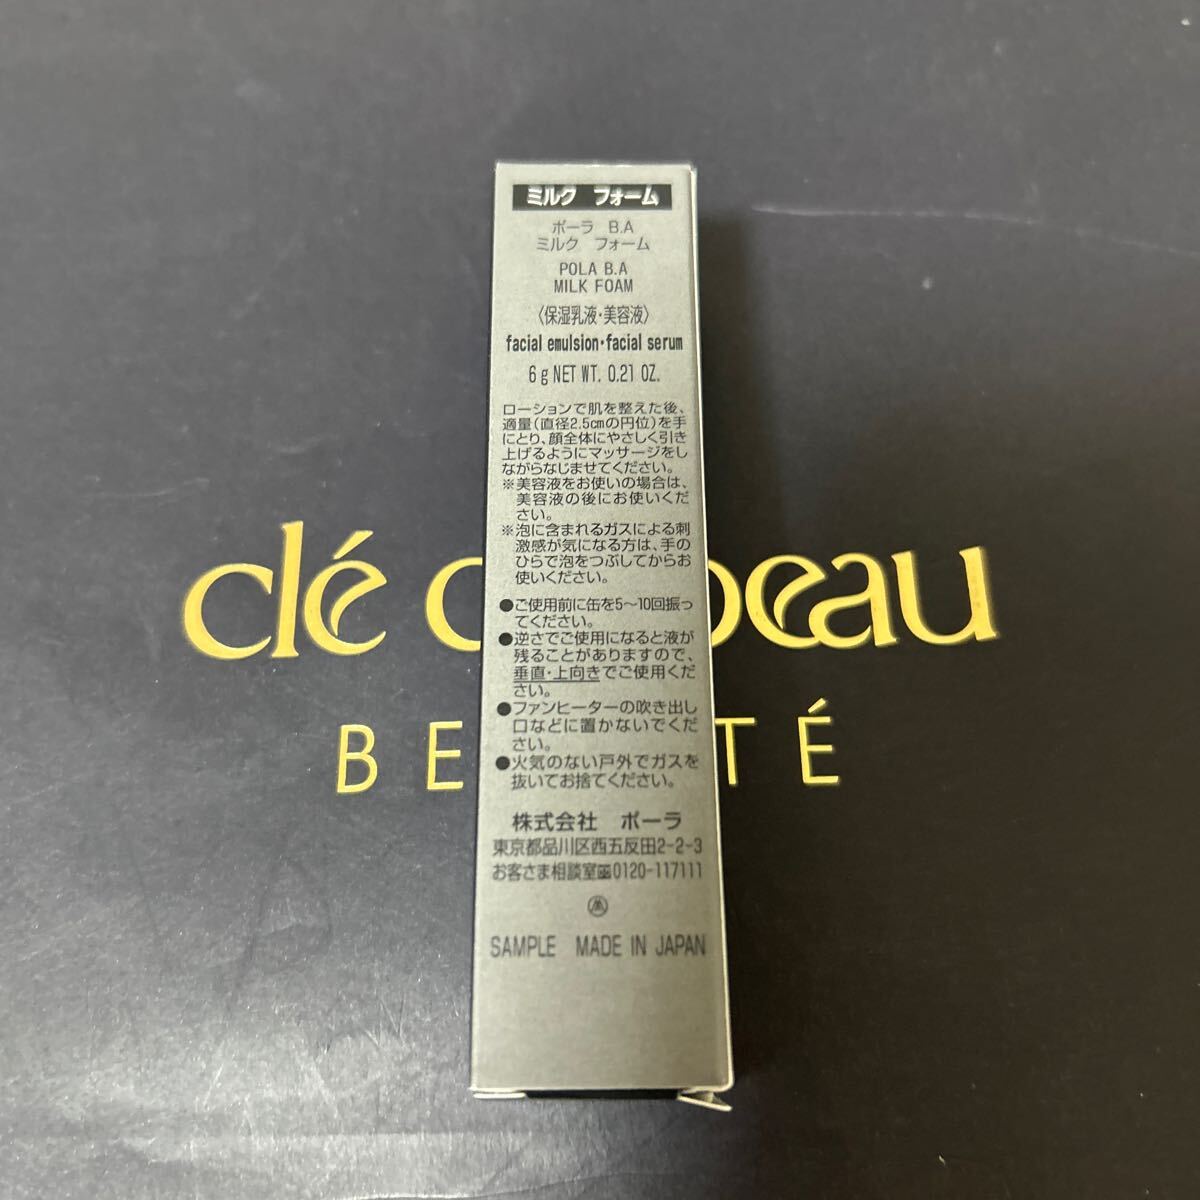 ミルク フォーム
ポーラ B.A
ミルク フォーム
POLA B.A
MILK FOAM
〈保湿乳液・美容液〉
facial emulsion・facial serum
6 g NET WT. 0.21 OZ.
ローションで肌を整えた後、
適量(直径2.5cmの円位)を手
にとり、顔全体にやさしく引き
上げるようにマッサージをし
ながらなじませてください。
※美容液をお使いの場合は、
美容液の後にお使いくだ
さい。
※泡に含まれるガスによる刺
激感が気になる方は、手の
ひらで泡をつぶしてからお
使いください。
●ご使用前に缶を5〜10回振っ
てください。
●逆さでご使用になると液が
残ることがありますので、
垂直・上向きでご使用くだ
さい。
●ファンヒーターの吹き出し
口などに置かないでくだ
さい。
●火気のない戸外でガスを
抜いてお捨てください。
株式会社 ポーラ
東京都品川区西五反田2-2-3
お客さま相談室0120-117111
SAMPLE MADE IN JAPAN
clé
eau
BE
TÉ